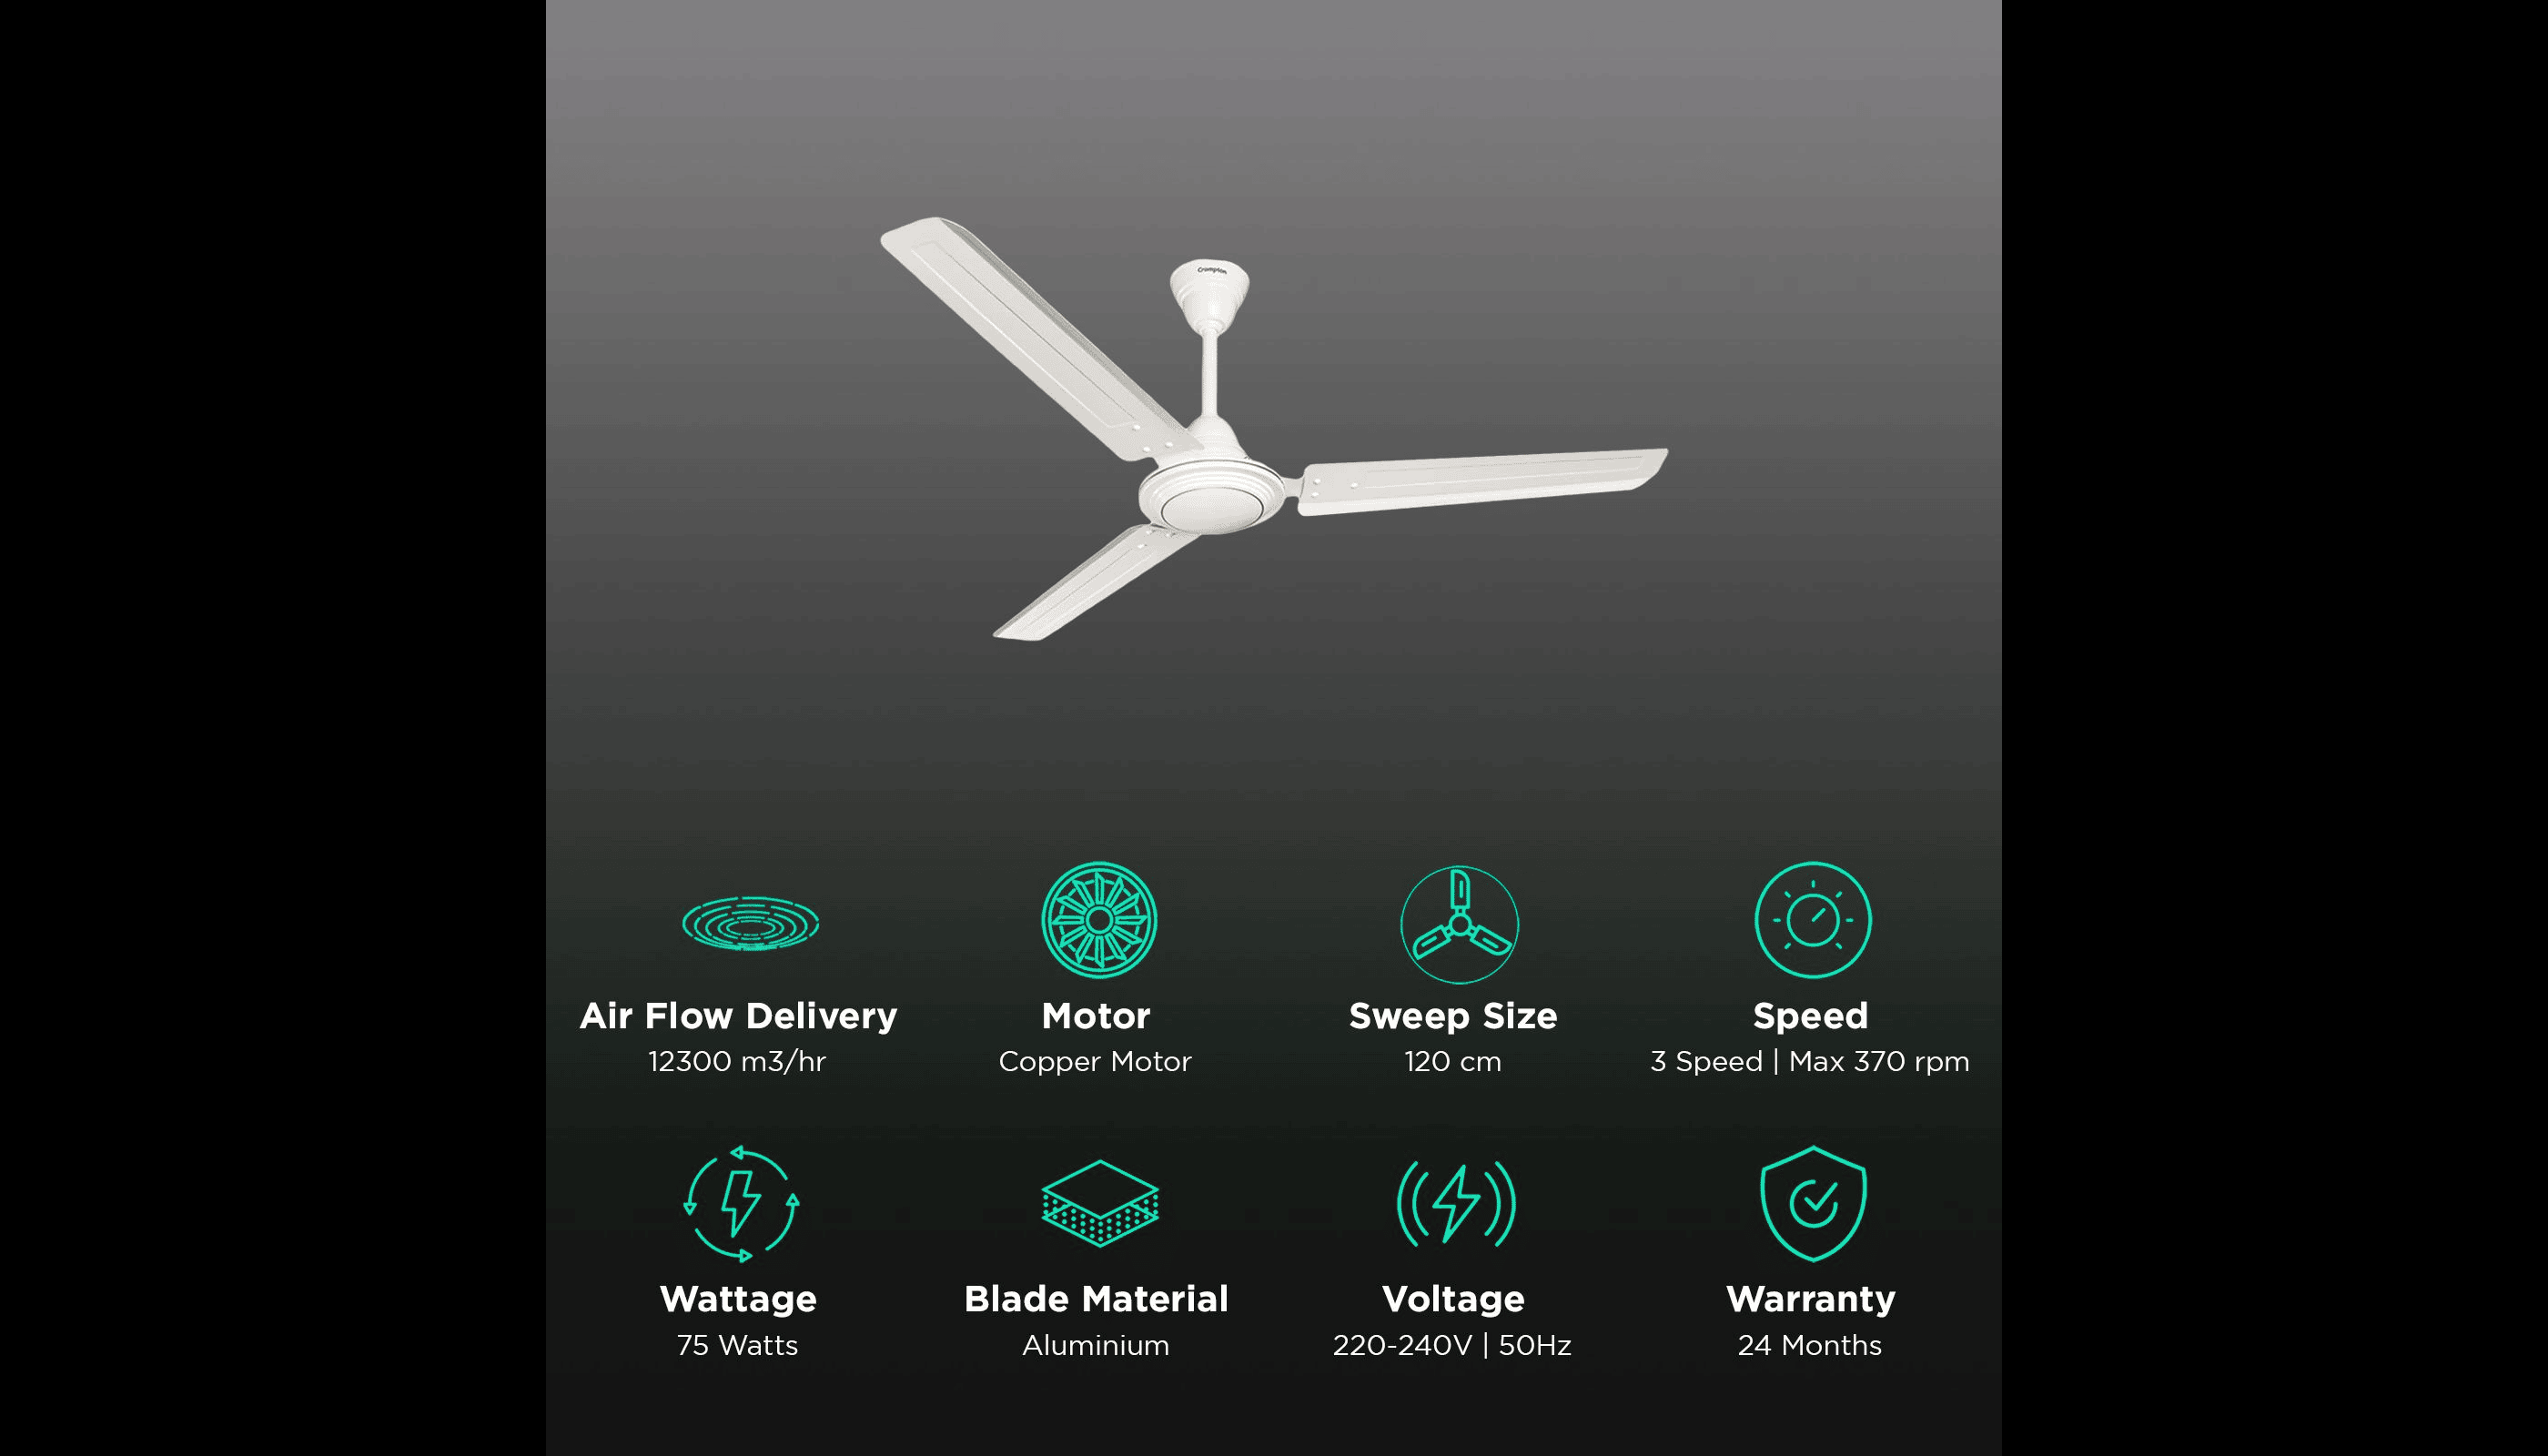 Crompton
Air Flow Delivery
12300 m3/hr
Motor
Copper Motor
Sweep Size
120 cm
Speed
3 Speed | Max 370 rpm
Wattage
75 Watts
Blade Material
Aluminium
Voltage
220-240V | 50Hz
Warranty
24 Months